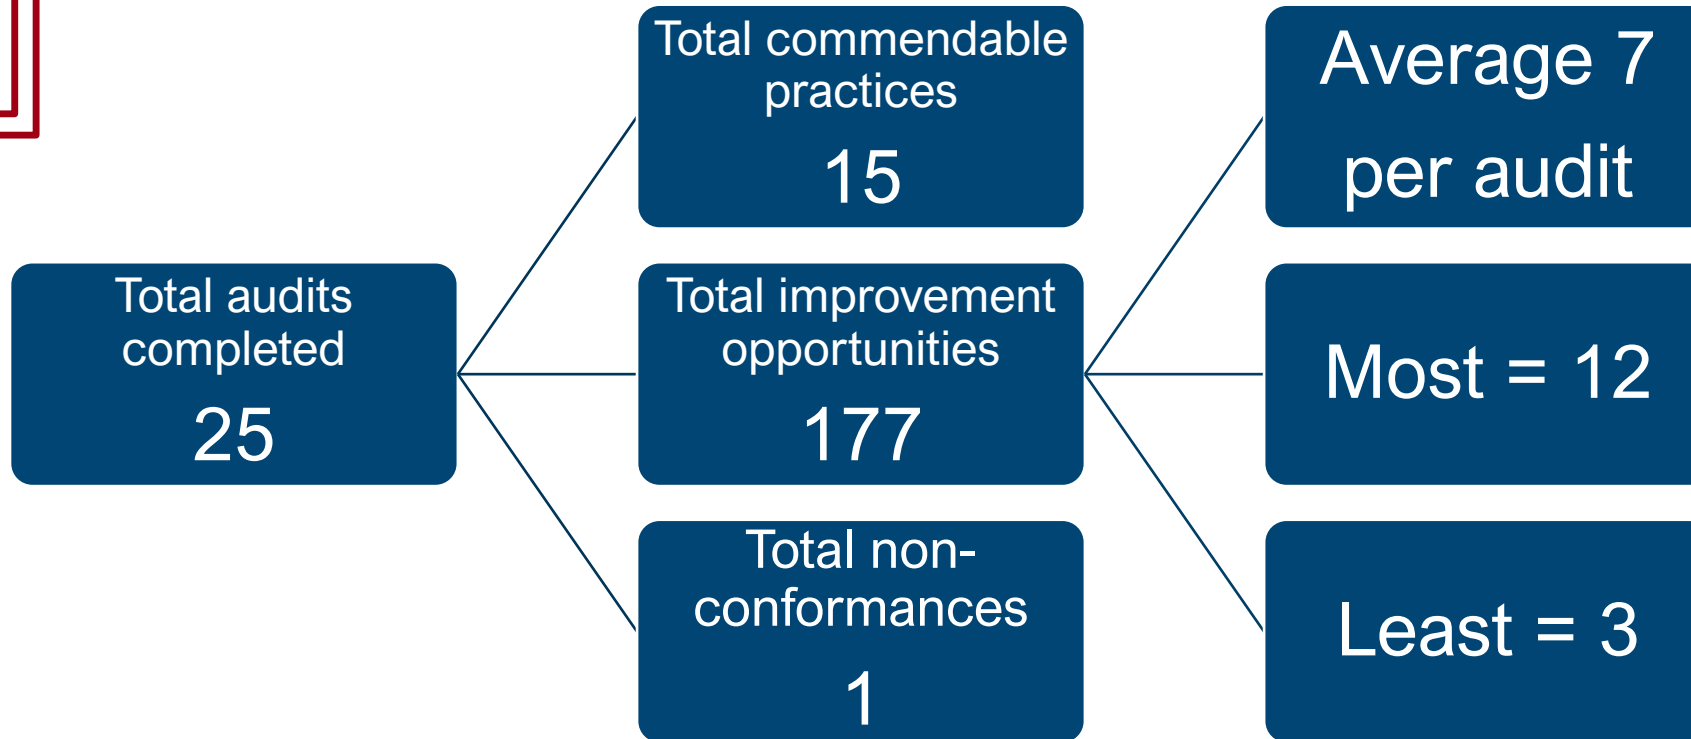 Total audits
completed
25
Total commendable
practices
15
Total improvement
opportunities
177
Total non-
conformances
1
Average 7
per audit
Most = 12
Least = 3